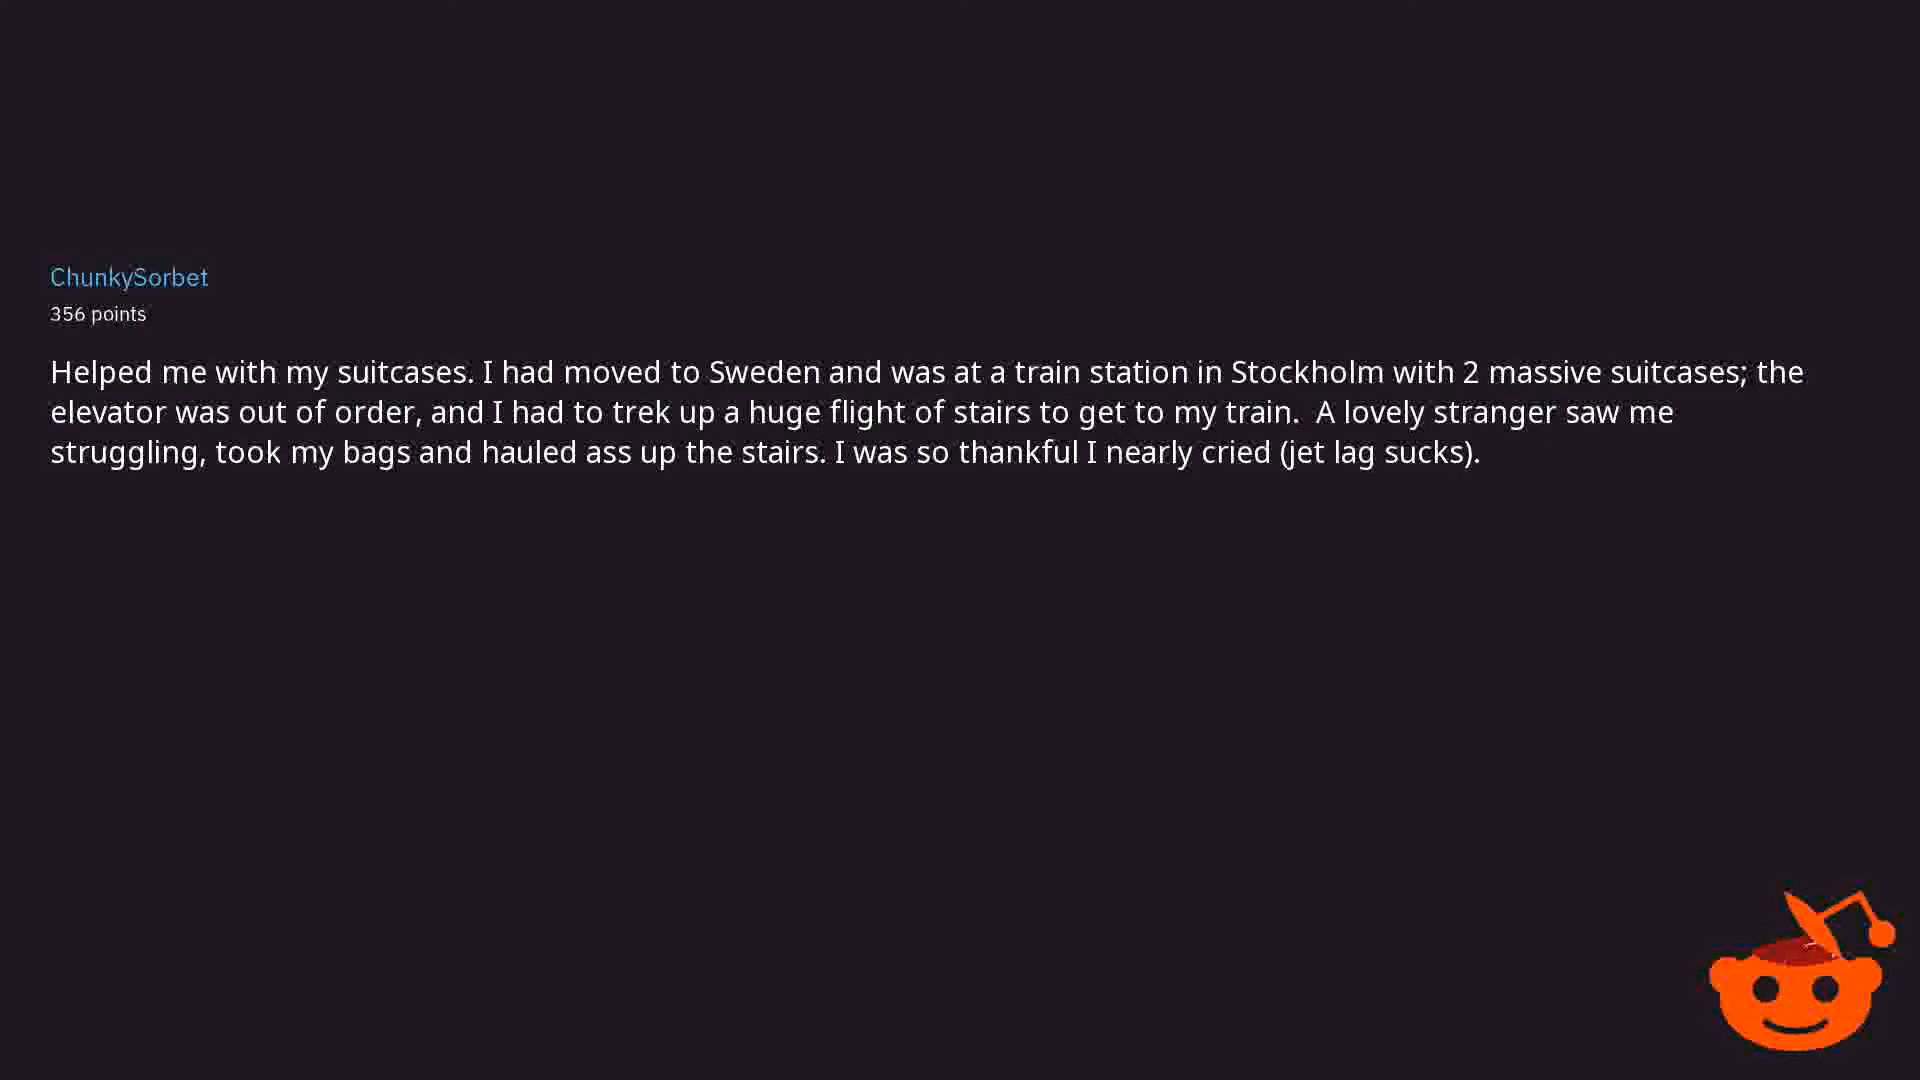 ChunkySorbet
356 points
Helped me with my suitcases. I had moved to Sweden and was at a train station in Stockholm with 2 massive suitcases; the
elevator was out of order, and I had to trek up a huge flight of stairs to get to my train.  A lovely stranger saw me
struggling, took my bags and hauled ass up the stairs. I was so thankful I nearly cried (jet lag sucks).